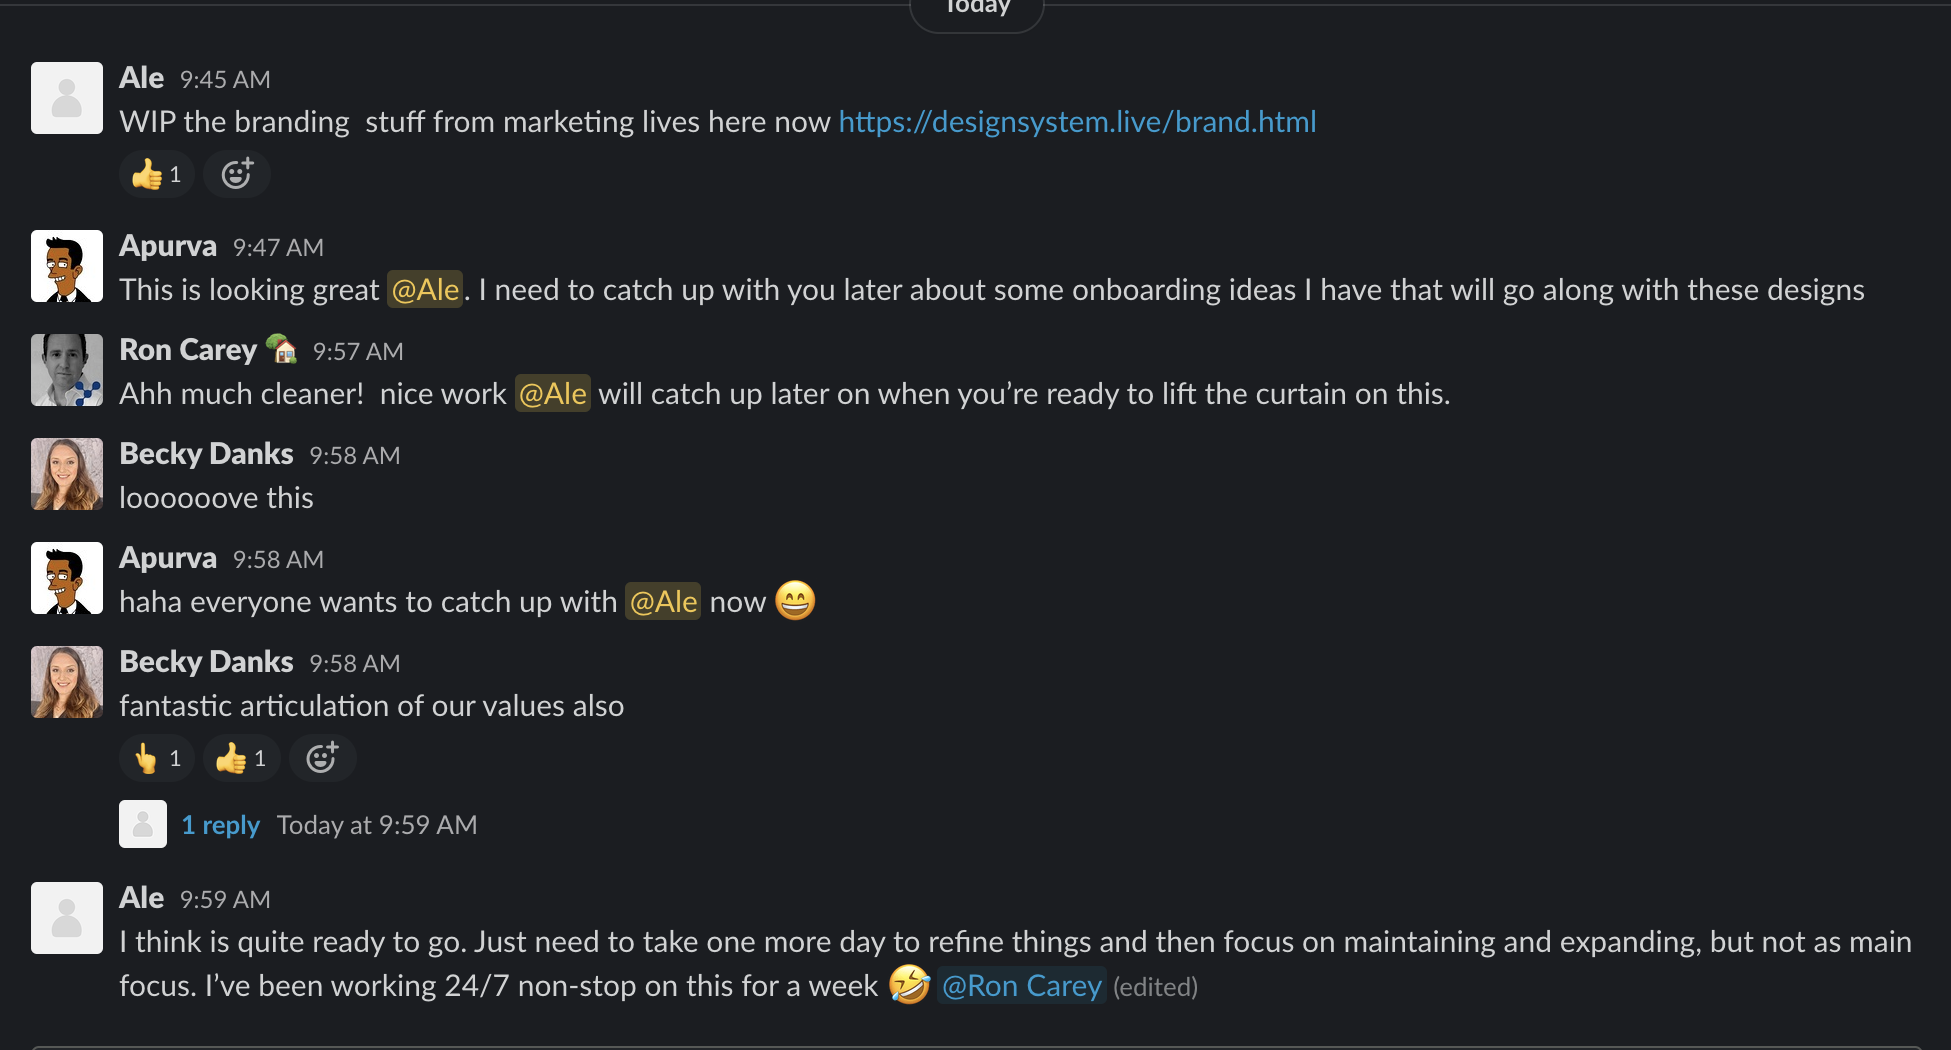 Today
Ale 9:45 AM
WIP the branding  stuff from marketing lives here now https://designsystem.live/brand.html
👍 1
Apurva 9:47 AM
This is looking great @Ale. I need to catch up with you later about some onboarding ideas I have that will go along with these designs
Ron Carey 🏡 9:57 AM
Ahh much cleaner!  nice work @Ale will catch up later on when you’re ready to lift the curtain on this.
Becky Danks 9:58 AM
loooooove this
Apurva 9:58 AM
haha everyone wants to catch up with @Ale now 😄
Becky Danks 9:58 AM
fantastic articulation of our values also
👆 1 👍 1
1 reply Today at 9:59 AM
Ale 9:59 AM
I think is quite ready to go. Just need to take one more day to refine things and then focus on maintaining and expanding, but not as main
focus. I’ve been working 24/7 non-stop on this for a week 🤣 @Ron Carey (edited)